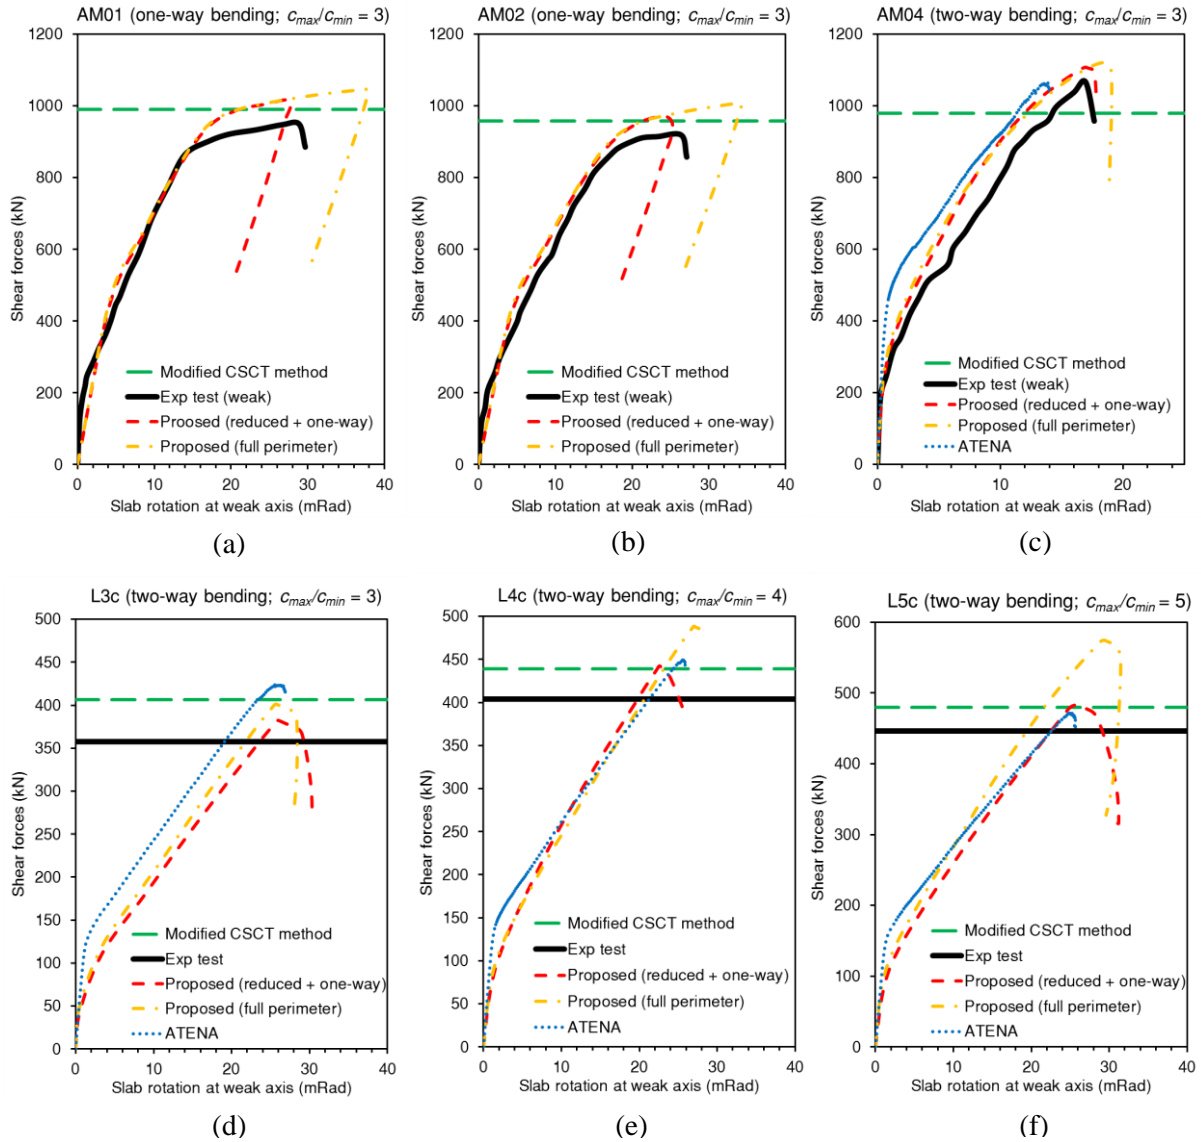 AM01 (one-way bending; cmax/cmin = 3)
1200
1000
800
600
400
200
0
Shear forces (kN)
Modified CSCT method
Exp test (weak)
Proosed (reduced + one-way)
Proposed (full perimeter)
0 10 20 30 40
Slab rotation at weak axis (mRad)
(a)
AM02 (one-way bending; cmax/cmin = 3)
1200
1000
800
600
400
200
0
Shear forces (kN)
Modified CSCT method
Exp test (weak)
Proposed (reduced + one-way)
Proposed (full perimeter)
0 10 20 30 40
Slab rotation at weak axis (mRad)
(b)
AM04 (two-way bending; cmax/cmin = 3)
1200
1000
800
600
400
200
0
Shear forces (kN)
Modified CSCT method
Exp test (weak)
Proosed (reduced + one-way)
Proposed (full perimeter)
ATENA
0 10 20
Slab rotation at weak axis (mRad)
(c)
L3c (two-way bending; cmax/cmin = 3)
500
450
400
350
300
250
200
150
100
50
0
Shear forces (kN)
Modified CSCT method
Exp test
Proposed (reduced + one-way)
Proposed (full perimeter)
ATENA
0 10 20 30 40
Slab rotation at weak axis (mRad)
(d)
L4c (two-way bending; cmax/cmin = 4)
500
450
400
350
300
250
200
150
100
50
0
Shear forces (kN)
Modified CSCT method
Exp test
Proposed (reduced + one-way)
Proposed (full perimeter)
ATENA
0 10 20 30 40
Slab rotation at weak axis (mRad)
(e)
L5c (two-way bending; cmax/cmin = 5)
600
500
400
300
200
100
0
Shear forces (kN)
Modified CSCT method
Exp test
Proposed (reduced + one-way)
Proposed (full perimeter)
ATENA
0 10 20 30 40
Slab rotation at weak axis (mRad)
(f)